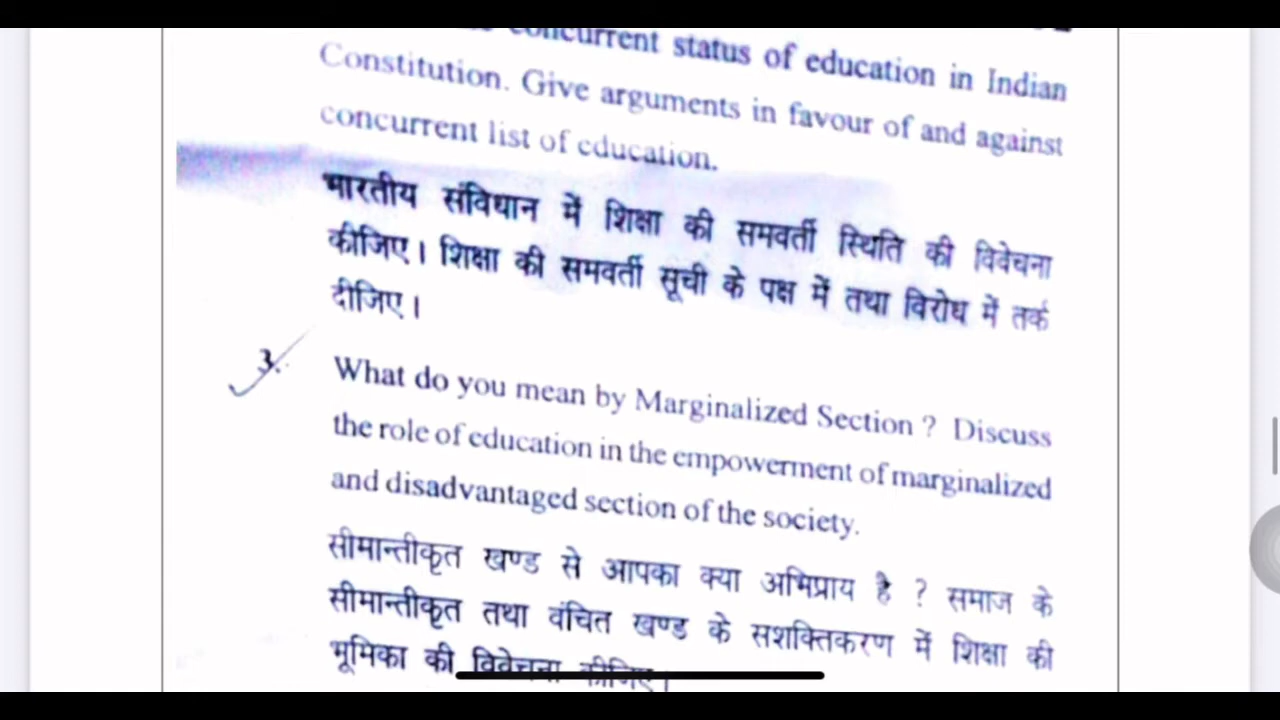 concurrent status of education in Indian
Constitution. Give arguments in favour of and against
concurrent list of education.
भारतीय संविधान में शिक्षा की समवर्ती स्थिति की विवेचना
कीजिए। शिक्षा की समवर्ती सूची के पक्ष में तथा विरोध में तर्क
दीजिए।
3. What do you mean by Marginalized Section ? Discuss
the role of education in the empowerment of marginalized
and disadvantaged section of the society.
सीमान्तीकृत खण्ड से आपका क्या अभिप्राय है ? समाज के
सीमान्तीकृत तथा वंचित खण्ड के सशक्तिकरण में शिक्षा की
भूमिका की विवेचना कीजिए।